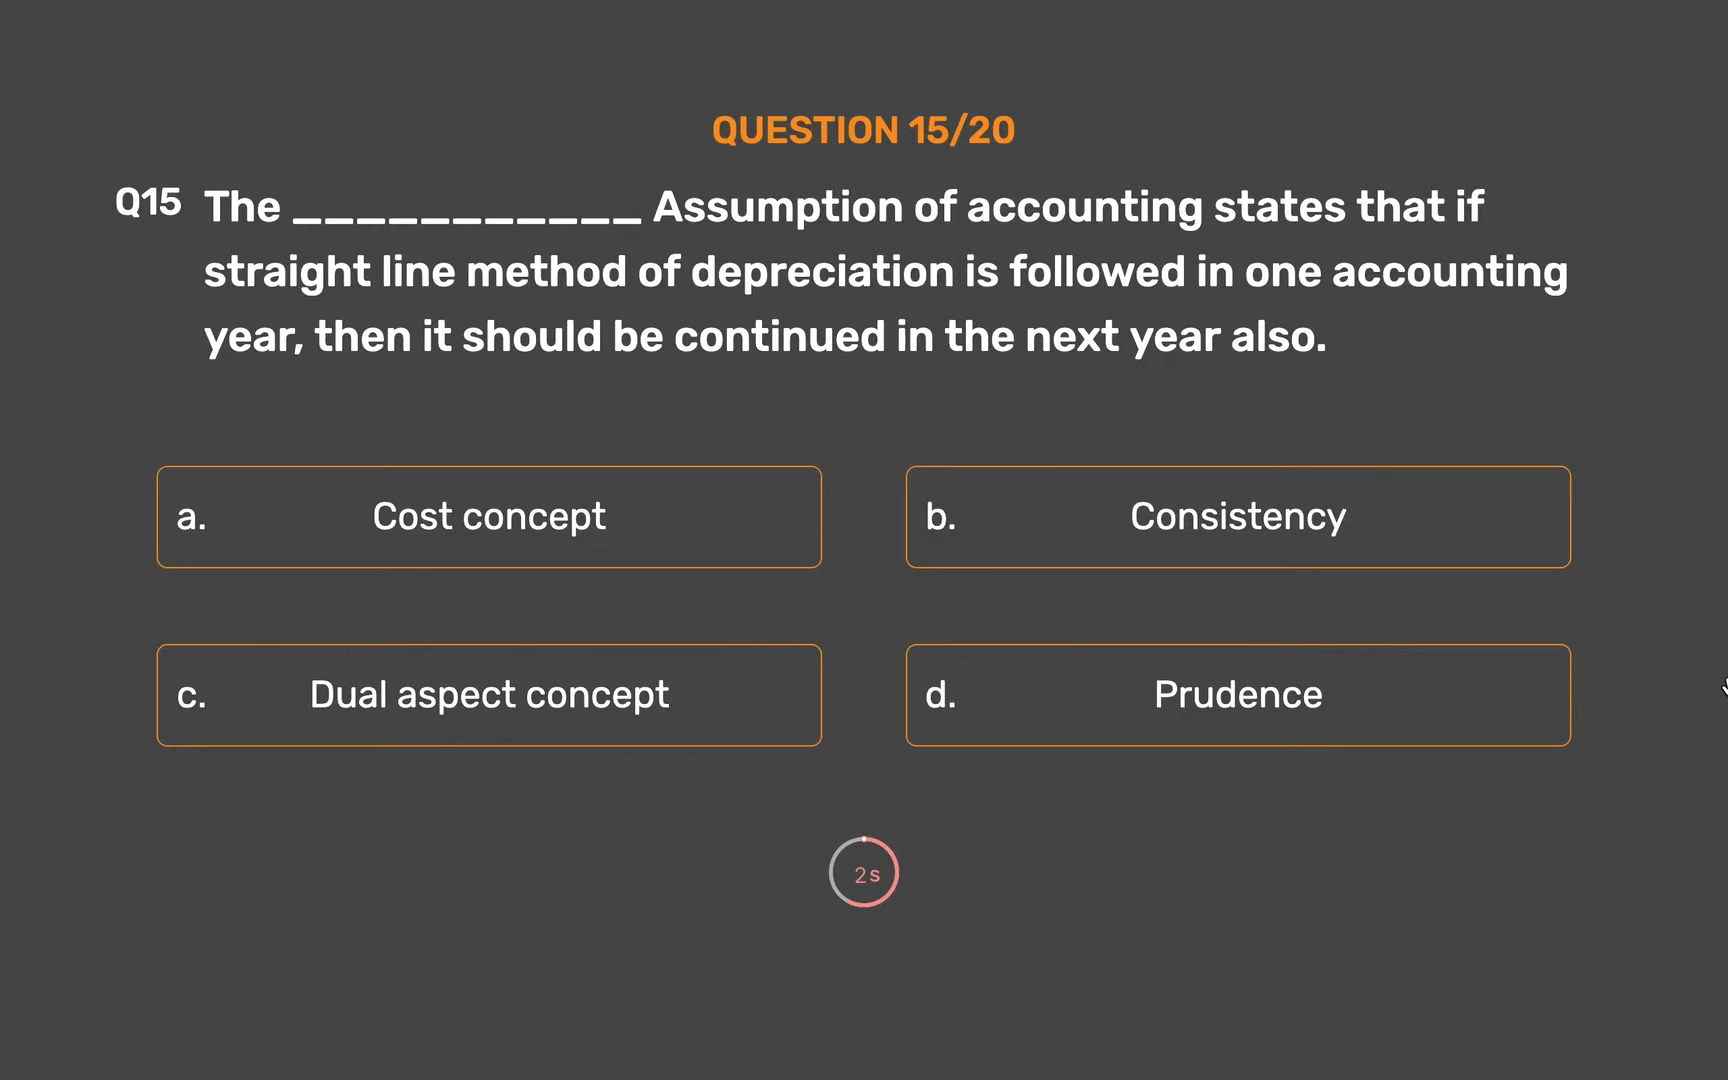 QUESTION 15/20
Q15 The ___________ Assumption of accounting states that if
straight line method of depreciation is followed in one accounting
year, then it should be continued in the next year also.
a. Cost concept
b. Consistency
c. Dual aspect concept
d. Prudence
2s